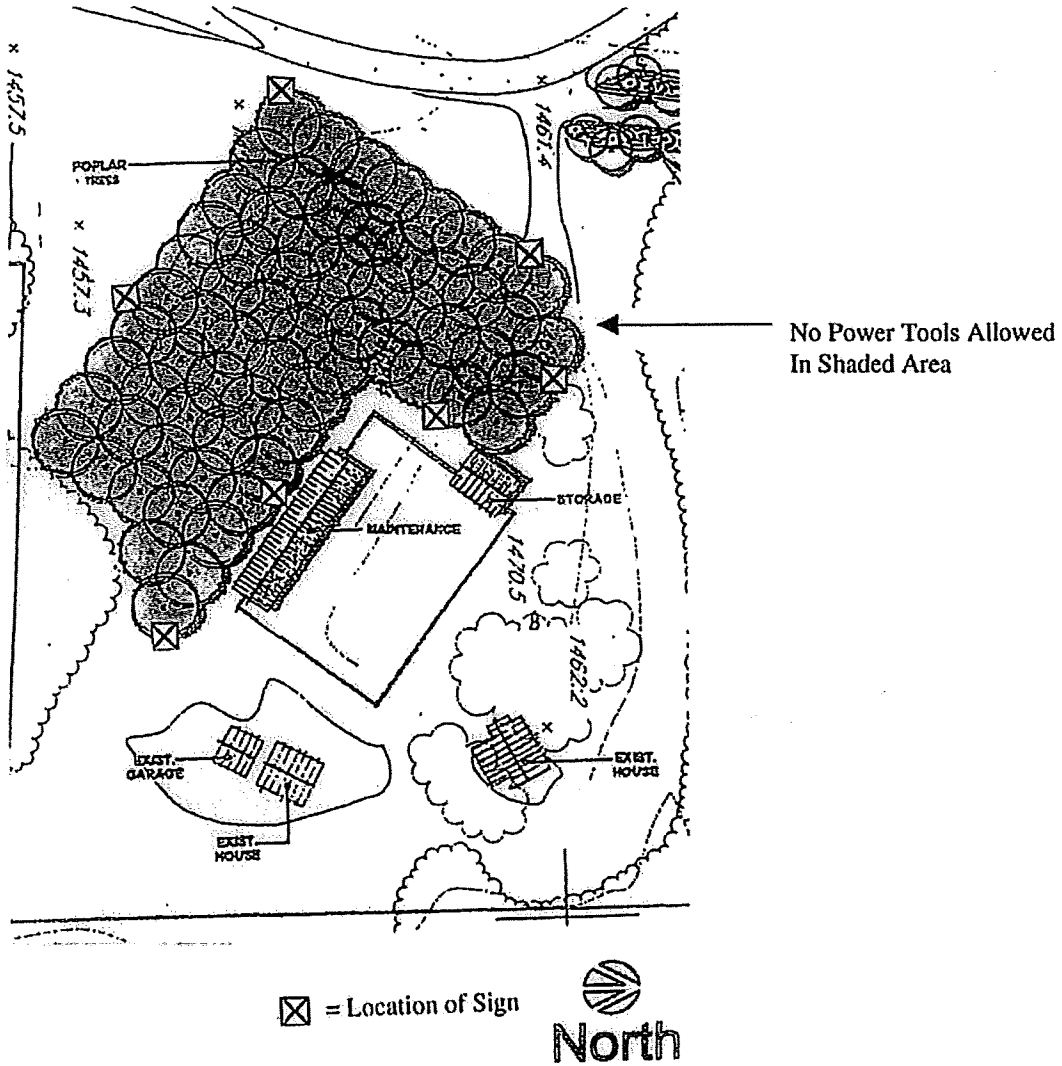 × 1457.5
× 1461.4
POPLAR
TREES
× 1457.3
No Power Tools Allowed
In Shaded Area
STORAGE
MAINTENANCE
1470.5
B
1462.2
EXIST.
GARAGE
EXIST.
HOUSE
EXIST.
HOUSE
= Location of Sign
North